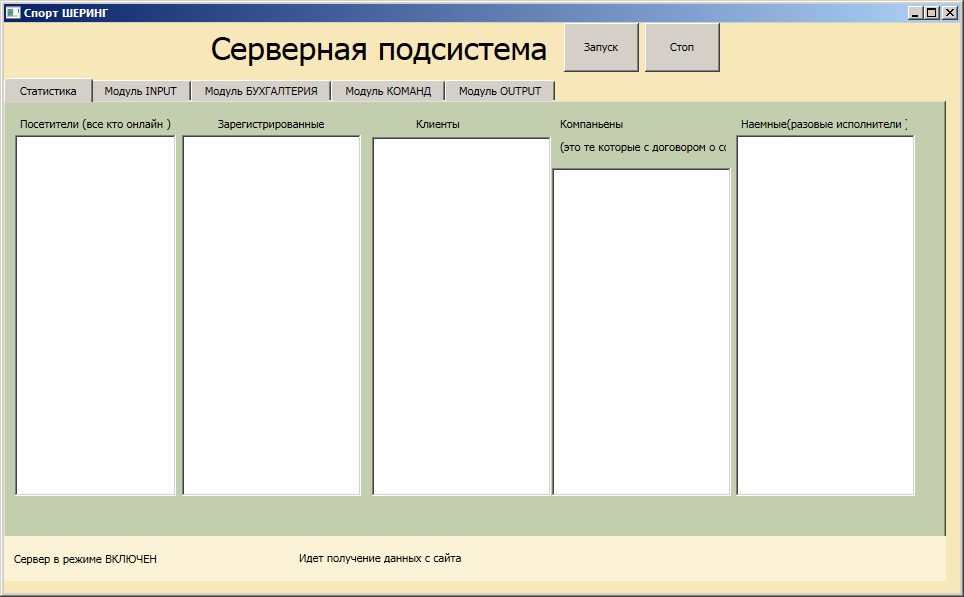 Спорт ШЕРИНГ
Серверная подсистема
Запуск
Стоп
Статистика
Модуль INPUT
Модуль БУХГАЛТЕРИЯ
Модуль КОМАНД
Модуль OUTPUT
Посетители (все кто онлайн )
Зарегистрированные
Клиенты
Компаньены
(это те которые с договором о
Наемные(разовые исполнители )
Сервер в режиме ВКЛЮЧЕН
Идет получение данных с сайта